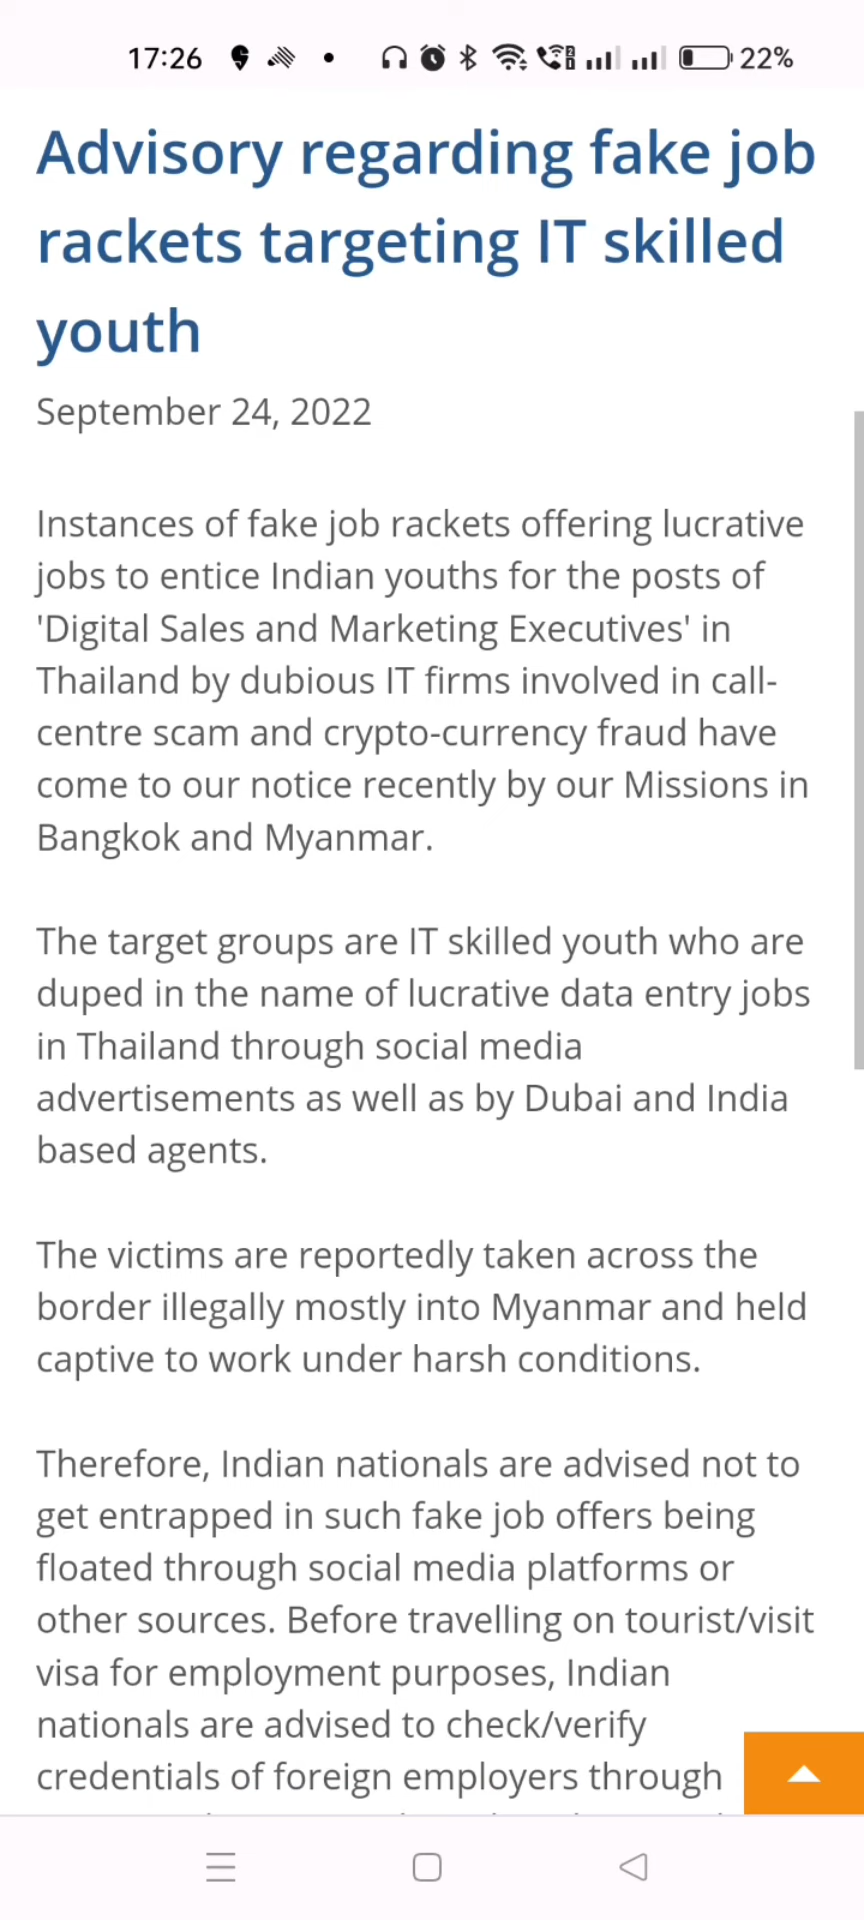 17:26
22%
Advisory regarding fake job
rackets targeting IT skilled
youth
September 24, 2022
Instances of fake job rackets offering lucrative
jobs to entice Indian youths for the posts of
'Digital Sales and Marketing Executives' in
Thailand by dubious IT firms involved in call-
centre scam and crypto-currency fraud have
come to our notice recently by our Missions in
Bangkok and Myanmar.
The target groups are IT skilled youth who are
duped in the name of lucrative data entry jobs
in Thailand through social media
advertisements as well as by Dubai and India
based agents.
The victims are reportedly taken across the
border illegally mostly into Myanmar and held
captive to work under harsh conditions.
Therefore, Indian nationals are advised not to
get entrapped in such fake job offers being
floated through social media platforms or
other sources. Before travelling on tourist/visit
visa for employment purposes, Indian
nationals are advised to check/verify
credentials of foreign employers through